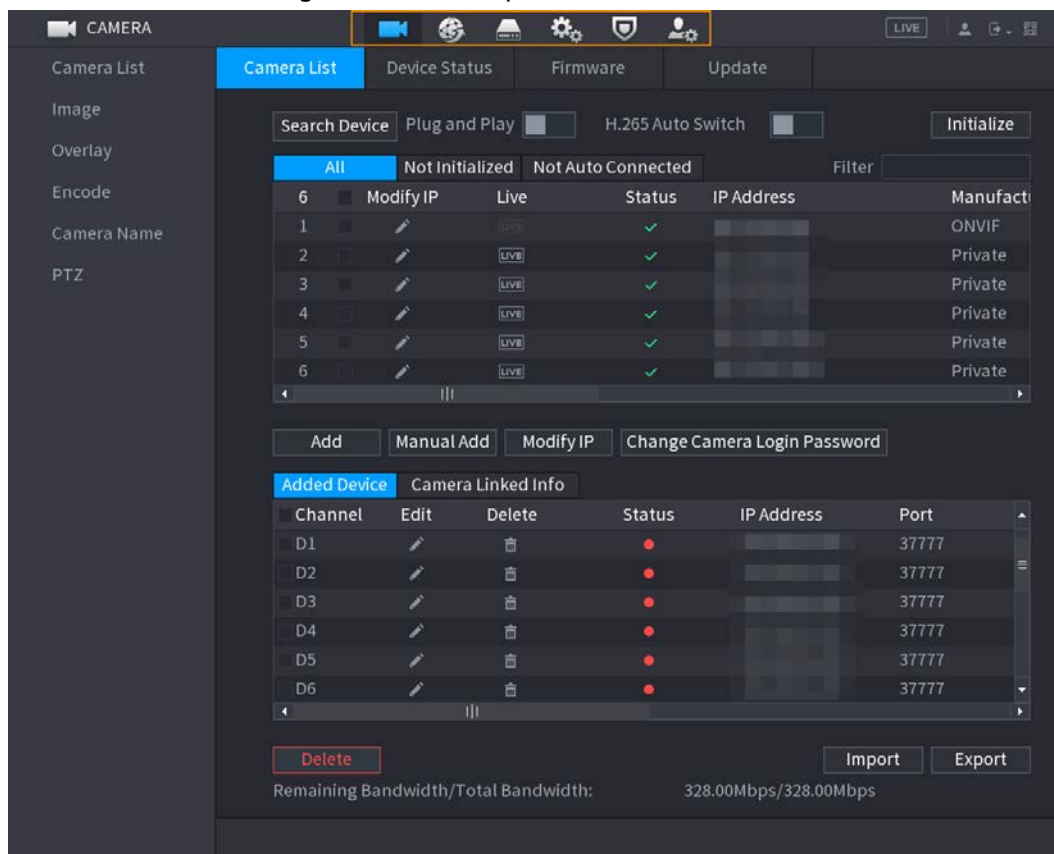 CAMERA LIVE
Camera List Camera List Device Status Firmware Update
Image
Search Device Plug and Play H.265 Auto Switch Initialize
Overlay
All Not Initialized Not Auto Connected Filter
Encode
6 Modify IP Live Status IP Address Manufactu
1 LIVE ONVIF
Camera Name
2 LIVE Private
PTZ
3 LIVE Private
4 LIVE Private
5 LIVE Private
6 LIVE Private
Add Manual Add Modify IP Change Camera Login Password
Added Device Camera Linked Info
Channel Edit Delete Status IP Address Port
D1 37777
D2 37777
D3 37777
D4 37777
D5 37777
D6 37777
Delete Import Export
Remaining Bandwidth/Total Bandwidth: 328.00Mbps/328.00Mbps